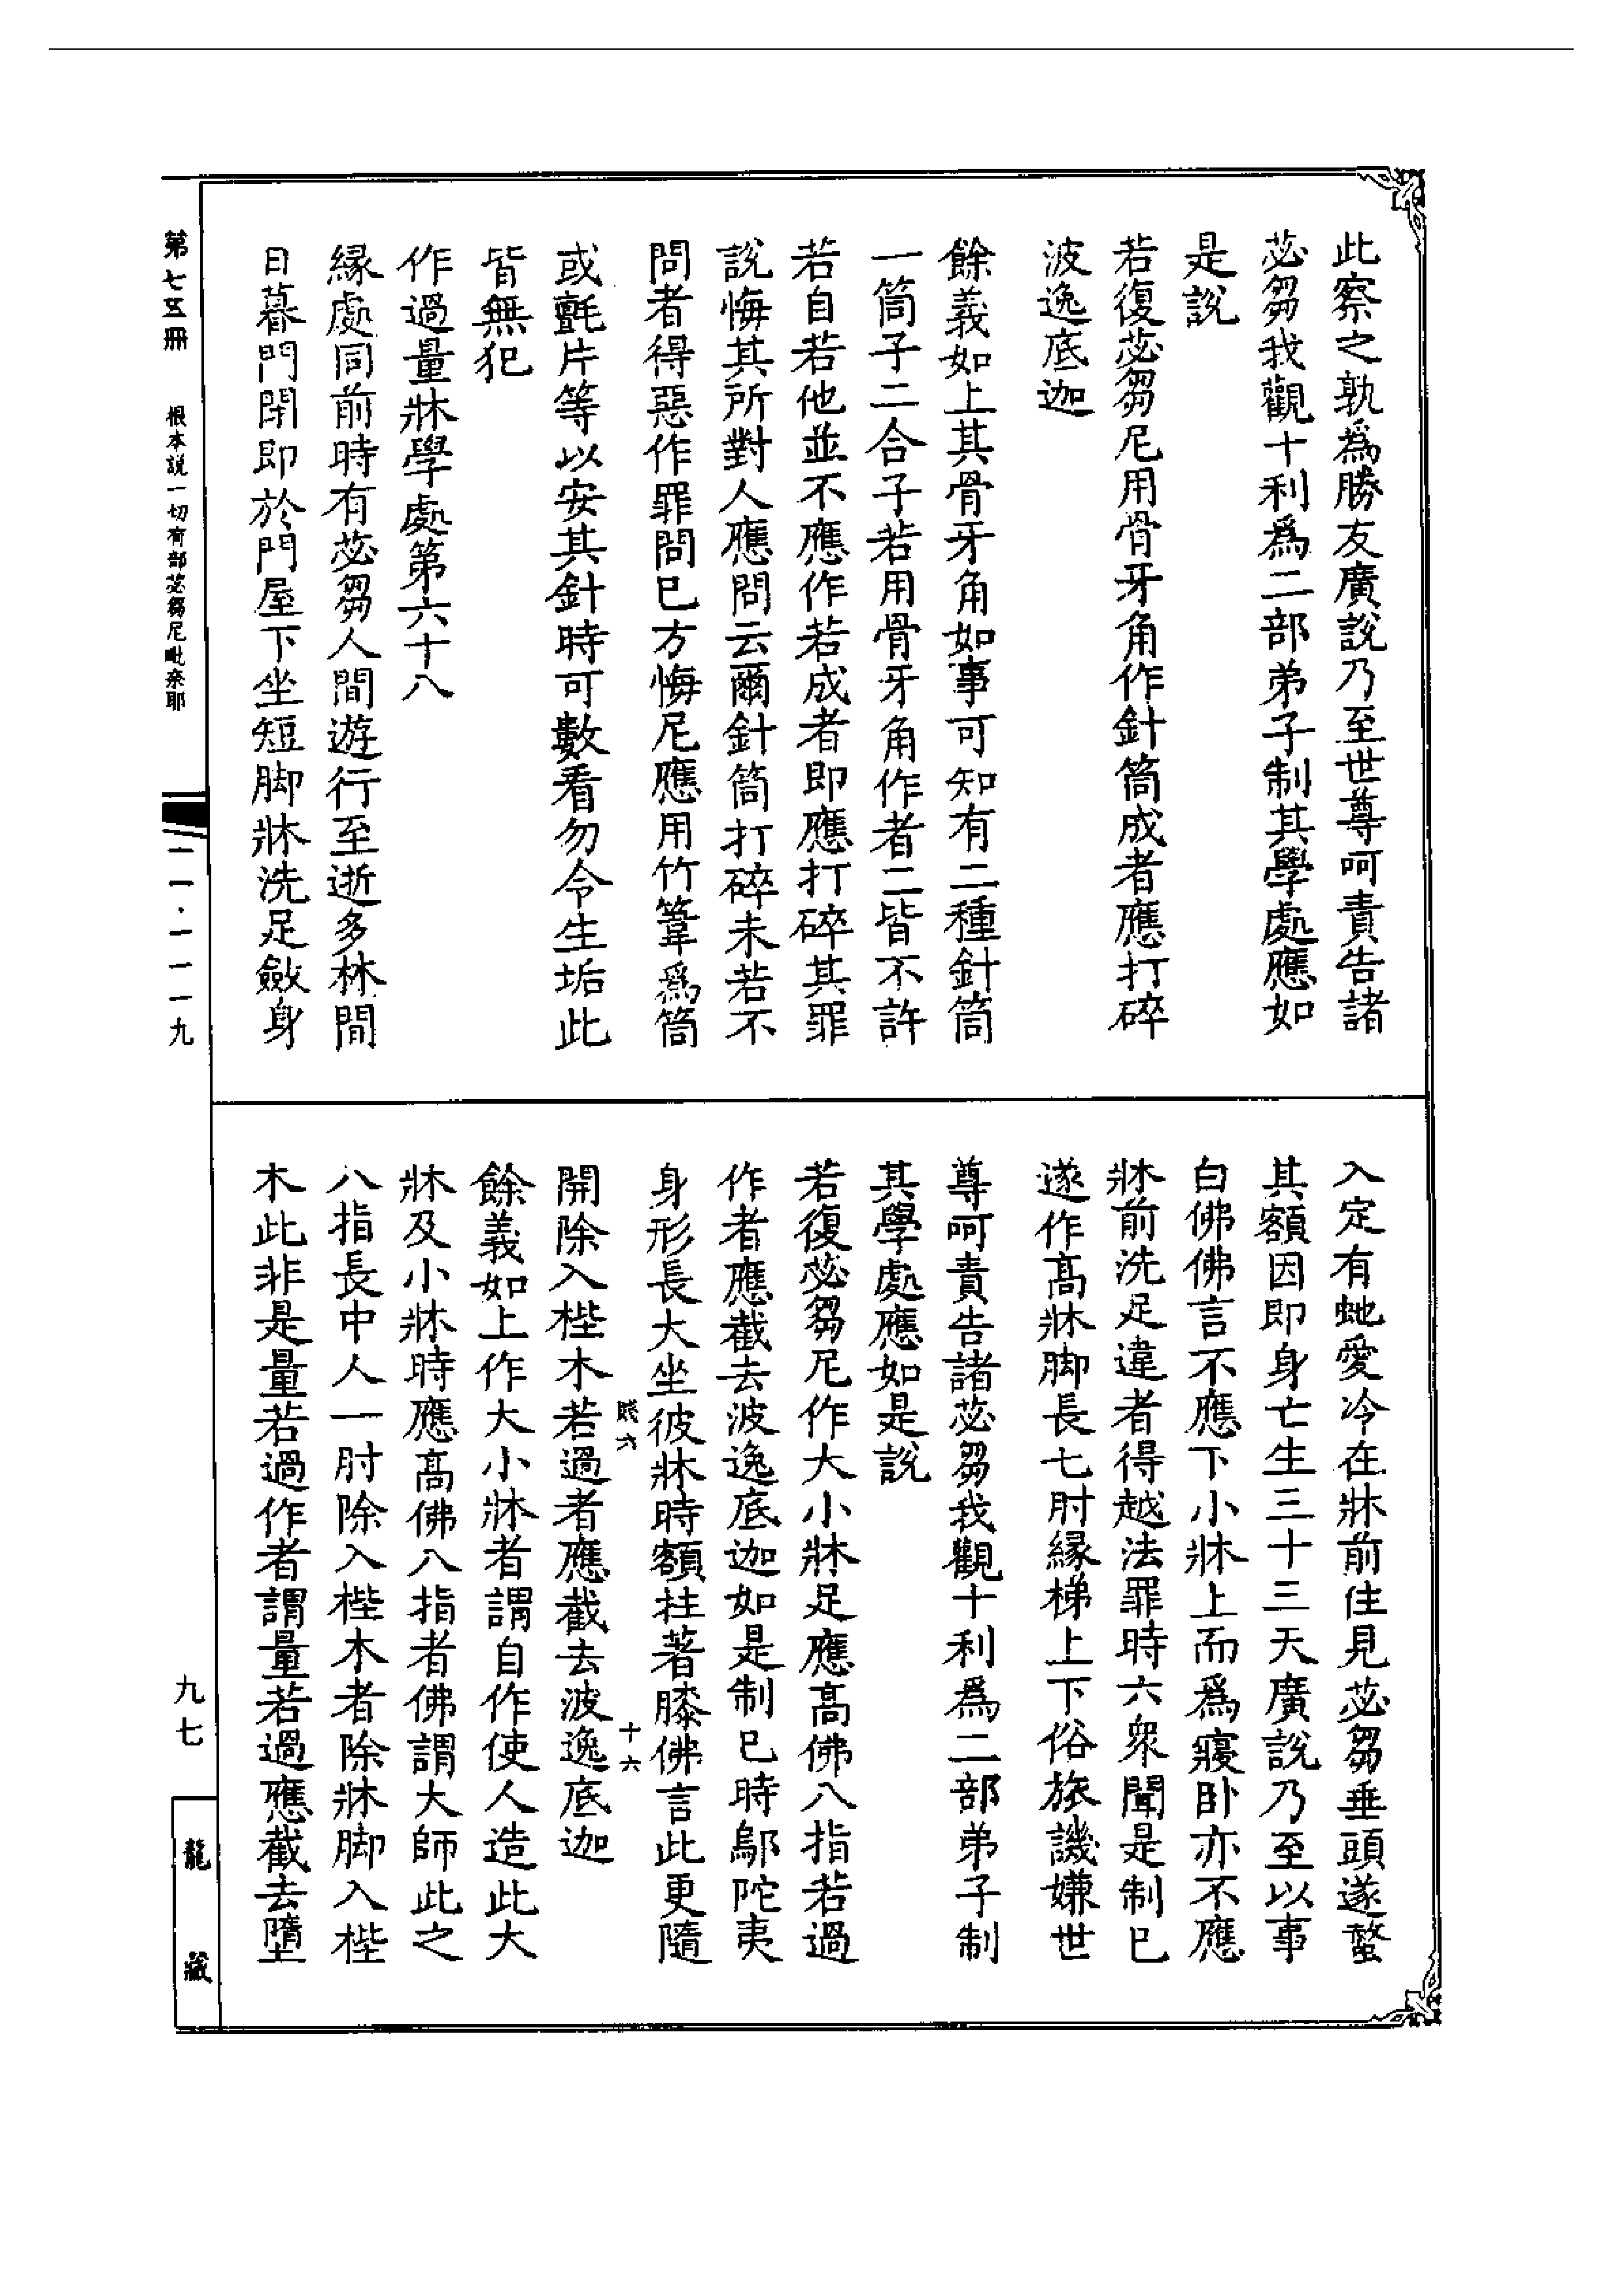 此察之孰爲勝友廣說乃至世尊呵責告諸
苾芻我觀十利爲二部弟子制其學處應如
是說
若復苾芻尼用骨牙角作針筒成者應打碎
波逸底迦
餘義如上其骨牙角如事可知有二種針筒
一筒子二合子若用骨牙角作者二皆不許
若自若他並不應作若成者即應打碎其罪
說悔其所對人應問云爾針筒打碎未若不
問者得惡作罪問已方悔尼應用竹葦爲筒
或氈片等以安其針時可數看勿令生垢此
皆無犯
作過量牀學處第六十八
緣處同前時有苾芻人間遊行至逝多林間
日暮門閉即於門屋下坐短脚牀洗足斂身
入定有虵愛冷在牀前住見苾芻垂頭遂螫
其額因即身亡生三十三天廣說乃至以事
白佛佛言不應下小牀上而爲寢卧亦不應
牀前洗足違者得越法罪時六衆聞是制已
遂作高牀脚長七肘緣梯上下俗旅譏嫌世
尊呵責告諸苾芻我觀十利爲二部弟子制
其學處應如是說
若復苾芻尼作大小牀足應高佛八指若過
作者應截去波逸底迦如是制已時鄔陀夷
身形長大坐彼牀時額拄著膝佛言此更隨
開除入梐木若過者應截去波逸底迦
賤六
十六
餘義如上作大小牀者謂自作使人造此大
牀及小牀時應高佛八指者佛謂大師此之
八指長中人一肘除入梐木者除牀脚入梐
木此非是量若過作者謂量若過應截去墮
第七五册
根本說一切有部苾芻尼毗奈耶
一一·一一一九
九七
龍藏